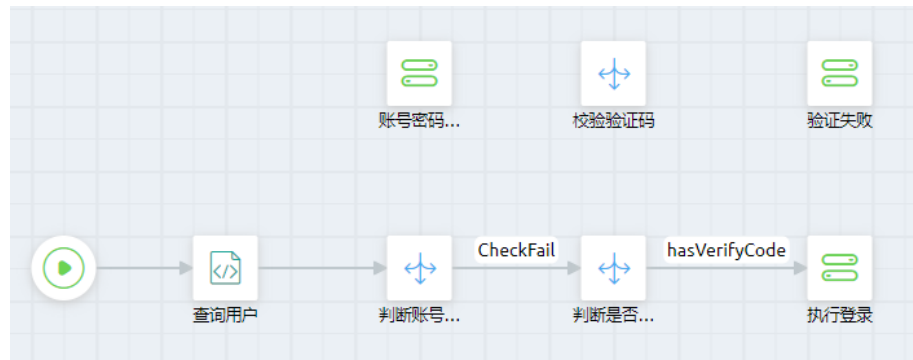 账号密码...
校验验证码
验证失败
CheckFail
hasVerifyCode
查询用户
判断账号...
判断是否...
执行登录